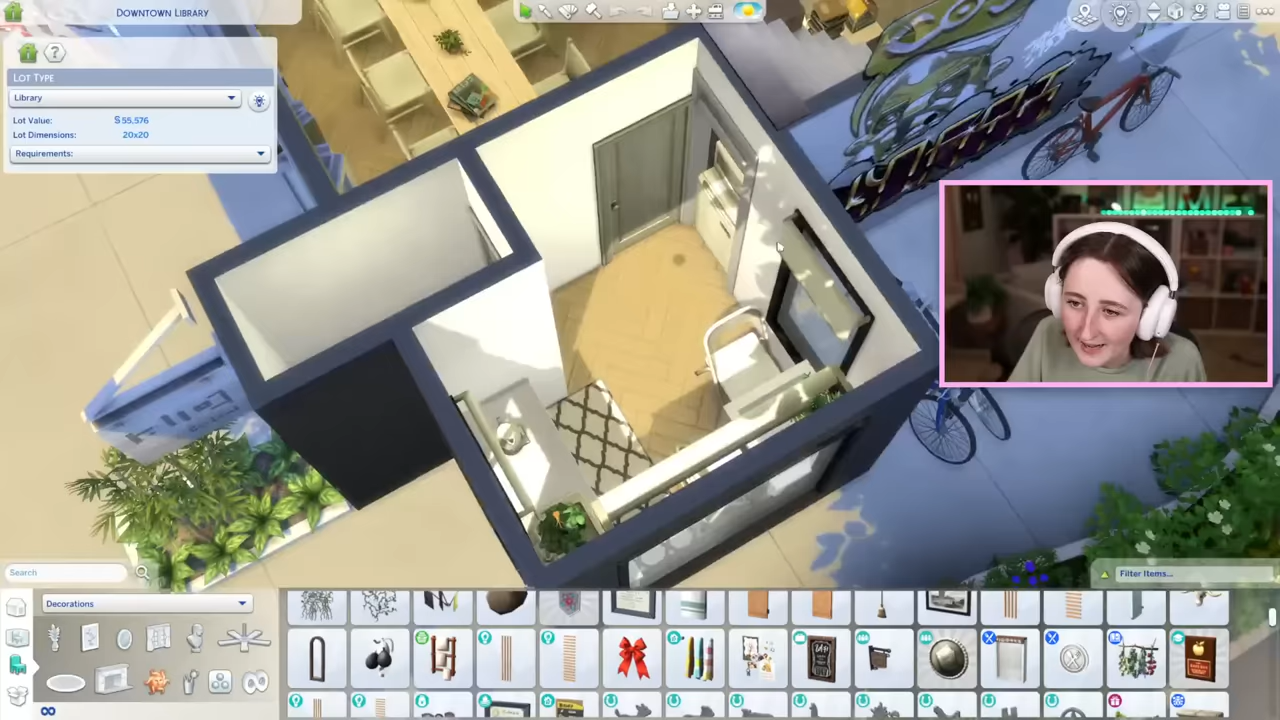 DOWNTOWN LIBRARY
LOT TYPE
Library
Lot Value:
§55,576
Lot Dimensions:
20x20
Requirements:
Search
Filter Items...
Decorations